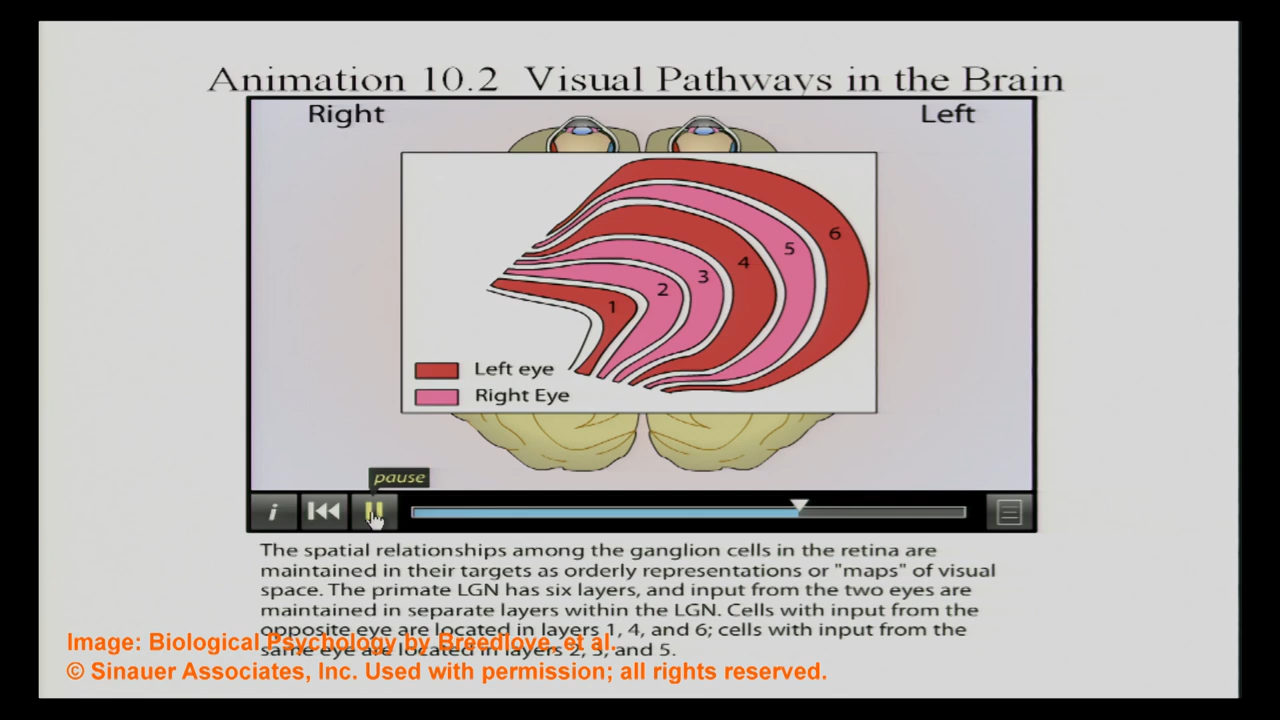 Animation 10.2 Visual Pathways in the Brain
Right
Left
6
5
4
3
2
1
Left eye
Right Eye
pause
i
The spatial relationships among the ganglion cells in the retina are
maintained in their targets as orderly representations or "maps" of visual
space. The primate LGN has six layers, and input from the two eyes are
maintained in separate layers within the LGN. Cells with input from the
opposite eye are located in layers 1, 4, and 6; cells with input from the
same eye are located in layers 2, 3, and 5.
Image: Biological Psychology by Breedlove, et al.
© Sinauer Associates, Inc. Used with permission; all rights reserved.